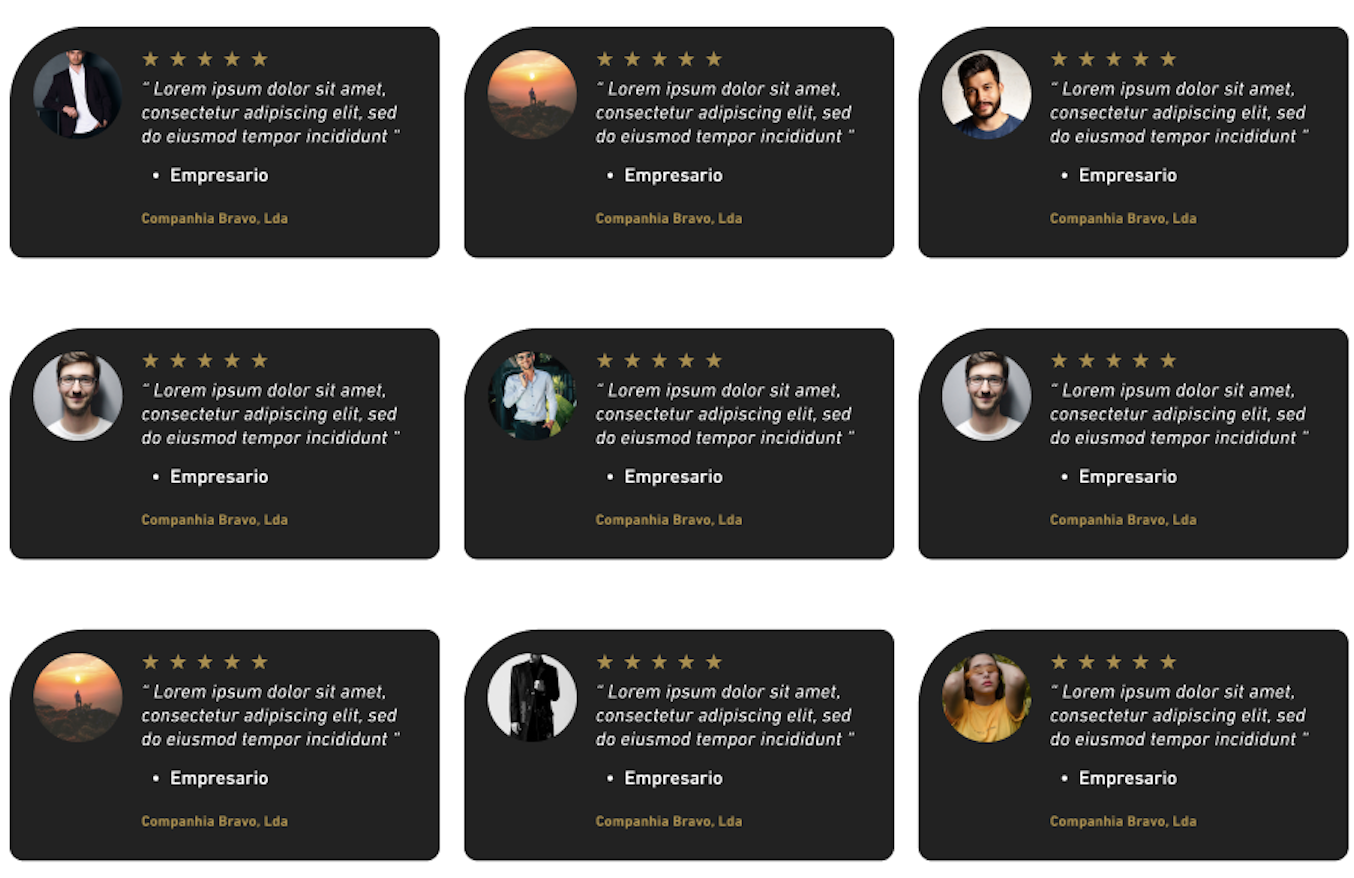 ★ ★ ★ ★ ★
“ Lorem ipsum dolor sit amet,
consectetur adipiscing elit, sed
do eiusmod tempor incididunt ”
• Empresario
Companhia Bravo, Lda
★ ★ ★ ★ ★
“ Lorem ipsum dolor sit amet,
consectetur adipiscing elit, sed
do eiusmod tempor incididunt ”
• Empresario
Companhia Bravo, Lda
★ ★ ★ ★ ★
“ Lorem ipsum dolor sit amet,
consectetur adipiscing elit, sed
do eiusmod tempor incididunt ”
• Empresario
Companhia Bravo, Lda
★ ★ ★ ★ ★
“ Lorem ipsum dolor sit amet,
consectetur adipiscing elit, sed
do eiusmod tempor incididunt ”
• Empresario
Companhia Bravo, Lda
★ ★ ★ ★ ★
“ Lorem ipsum dolor sit amet,
consectetur adipiscing elit, sed
do eiusmod tempor incididunt ”
• Empresario
Companhia Bravo, Lda
★ ★ ★ ★ ★
“ Lorem ipsum dolor sit amet,
consectetur adipiscing elit, sed
do eiusmod tempor incididunt ”
• Empresario
Companhia Bravo, Lda
★ ★ ★ ★ ★
“ Lorem ipsum dolor sit amet,
consectetur adipiscing elit, sed
do eiusmod tempor incididunt ”
• Empresario
Companhia Bravo, Lda
★ ★ ★ ★ ★
“ Lorem ipsum dolor sit amet,
consectetur adipiscing elit, sed
do eiusmod tempor incididunt ”
• Empresario
Companhia Bravo, Lda
★ ★ ★ ★ ★
“ Lorem ipsum dolor sit amet,
consectetur adipiscing elit, sed
do eiusmod tempor incididunt ”
• Empresario
Companhia Bravo, Lda